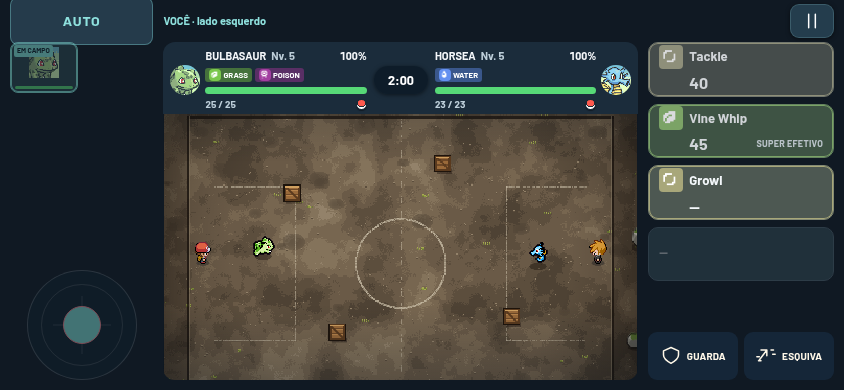 AUTO
VOCÊ · lado esquerdo
EM CAMPO
BULBASAUR Nv. 5 100%
GRASS POISON
25 / 25
2:00
HORSEA Nv. 5 100%
WATER
23 / 23
Tackle
40
Vine Whip
45 SUPER EFETIVO
Growl
—
—
GUARDA
ESQUIVA